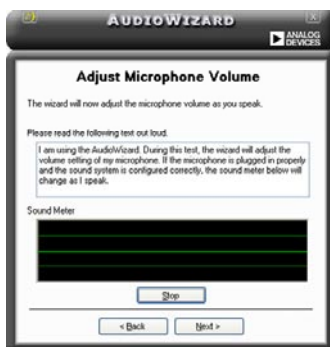 AUDIOWIZARD
ANALOG
DEVICES
Adjust Microphone Volume
The wizard will now adjust the microphone volume as you speak.
Please read the following text out loud.
I am using the AudioWizard. During this test, the wizard will adjust the
volume setting of my microphone. If the microphone is plugged in properly
and the sound system is configured correctly, the sound meter below will
change as I speak.
Sound Meter
Stop
< Back
Next >